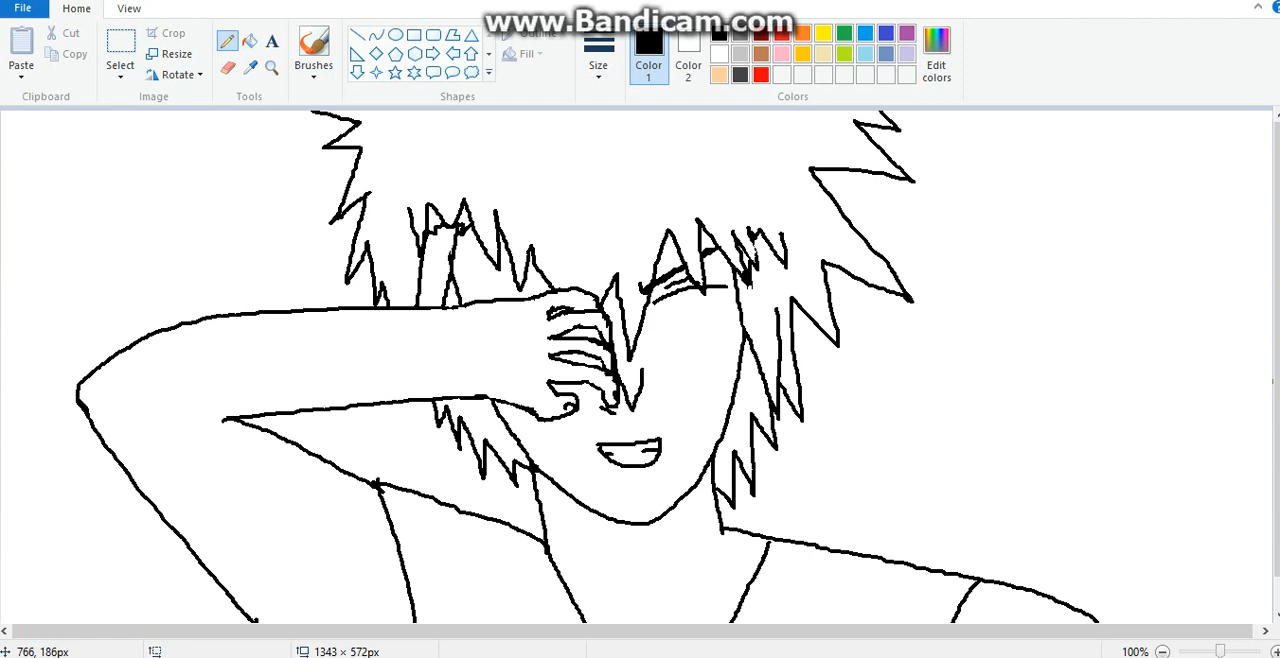 www.Bandicam.com
File
Home
View
Paste
Cut
Copy
Clipboard
Select
Crop
Resize
Rotate
Image
A
Tools
Brushes
Outline
Fill
Shapes
Size
Color 1
Color 2
Edit colors
Colors
766, 186px
1343 × 572px
100%